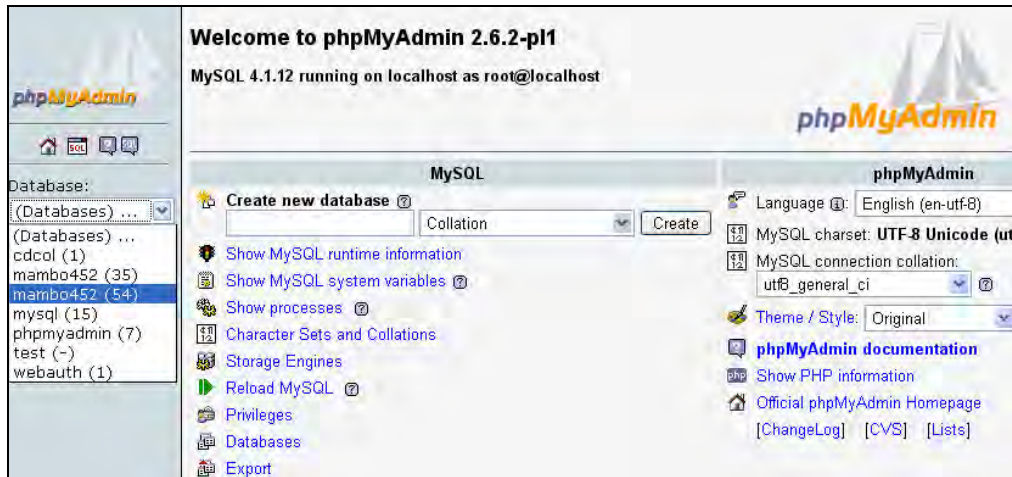 phpMyAdmin
SQL
Database:
(Databases) ...
(Databases) ...
cdcol (1)
mambo452 (35)
mambo452 (54)
mysql (15)
phpmyadmin (7)
test (-)
webauth (1)
Welcome to phpMyAdmin 2.6.2-pl1
MySQL 4.1.12 running on localhost as root@localhost
phpMyAdmin
MySQL
Create new database
Collation Create
Show MySQL runtime information
Show MySQL system variables
Show processes
Character Sets and Collations
Storage Engines
Reload MySQL
Privileges
Databases
Export
phpMyAdmin
Language: English (en-utf-8)
MySQL charset: UTF-8 Unicode (ut
MySQL connection collation:
utf8_general_ci
Theme / Style: Original
phpMyAdmin documentation
php Show PHP information
Official phpMyAdmin Homepage
[ChangeLog] [CVS] [Lists]